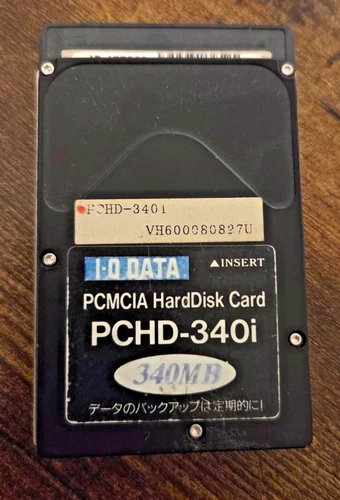 PCHD-340i
VH600080827U
I·O DATA
▲INSERT
PCMCIA HardDisk Card
PCHD-340i
340MB
データのバックアップは定期的に!